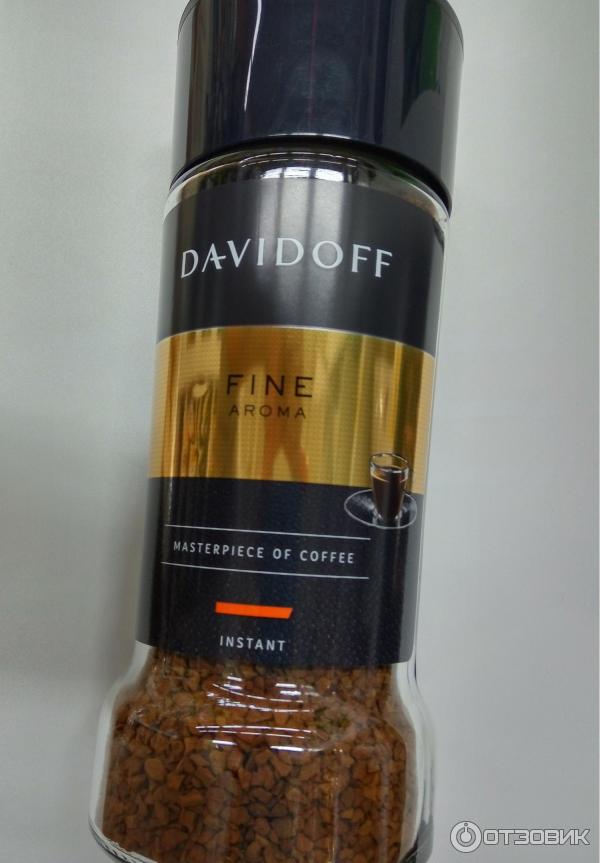 DAVIDOFF
FINE
AROMA
MASTERPIECE OF COFFEE
INSTANT
ОТЗОВИК